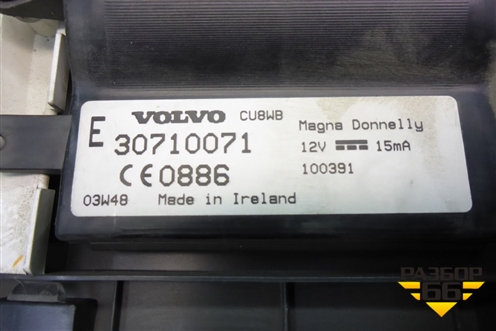 VOLVO CU8WB
E 30710071
CE0886
03W48 Made in Ireland
Magna Donnelly
12V 15mA
100391
РАЗБОР
66